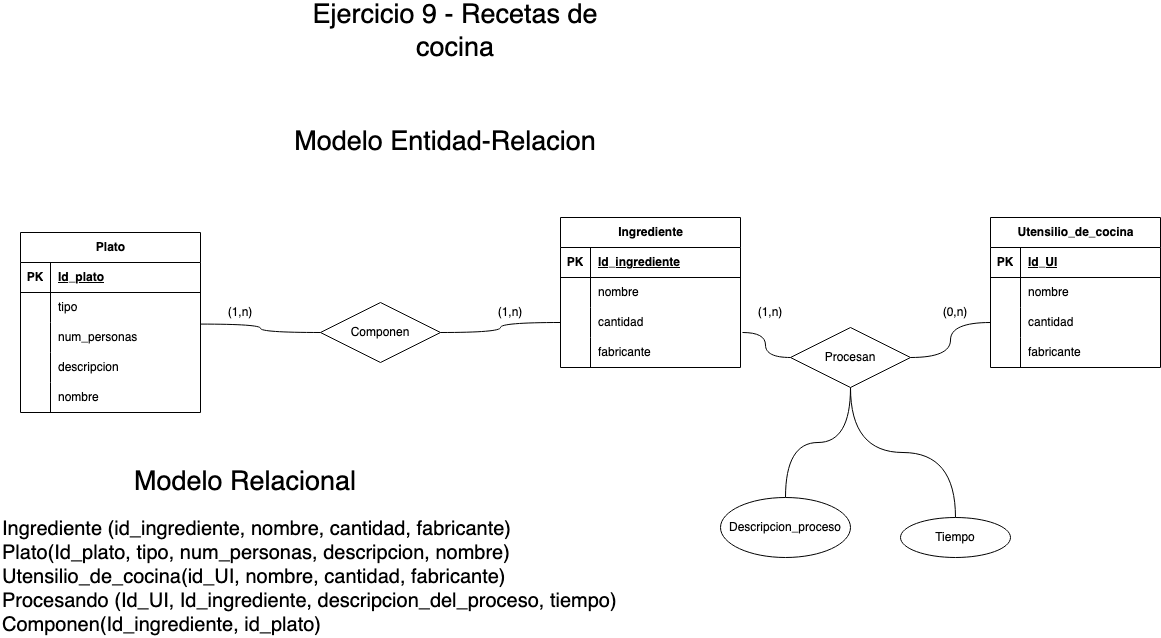 Ejercicio 9 - Recetas de
cocina
Modelo Entidad-Relacion
Plato
PK Id_plato
tipo
num_personas
descripcion
nombre
(1,n)
Componen
(1,n)
Ingrediente
PK Id_ingrediente
nombre
cantidad
fabricante
(1,n)
Procesan
(0,n)
Utensilio_de_cocina
PK Id_UI
nombre
cantidad
fabricante
Descripcion_proceso
Tiempo
Modelo Relacional
Ingrediente (id_ingrediente, nombre, cantidad, fabricante)
Plato(Id_plato, tipo, num_personas, descripcion, nombre)
Utensilio_de_cocina(id_UI, nombre, cantidad, fabricante)
Procesando (Id_UI, Id_ingrediente, descripcion_del_proceso, tiempo)
Componen(Id_ingrediente, id_plato)